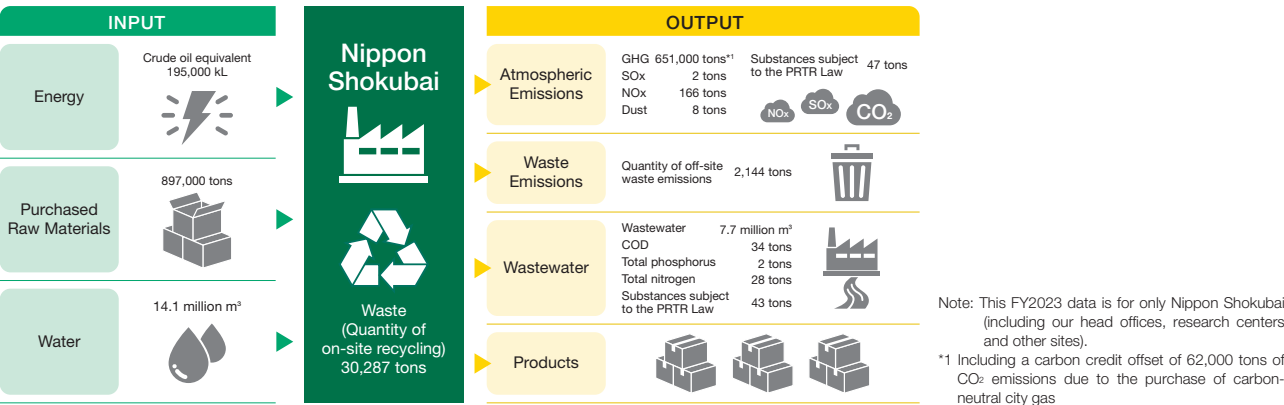 INPUT
Energy
Crude oil equivalent
195,000 kL
Purchased
Raw Materials
897,000 tons
Water
14.1 million m³
Nippon
Shokubai
Waste
(Quantity of
on-site recycling)
30,287 tons
OUTPUT
Atmospheric
Emissions
GHG 651,000 tons*1
SOx 2 tons
NOx 166 tons
Dust 8 tons
Substances subject
to the PRTR Law 47 tons
NOx SOx CO2
Waste
Emissions
Quantity of off-site
waste emissions 2,144 tons
Wastewater
Wastewater 7.7 million m³
COD 34 tons
Total phosphorus 2 tons
Total nitrogen 28 tons
Substances subject
to the PRTR Law 43 tons
Products
Note: This FY2023 data is for only Nippon Shokubai
(including our head offices, research centers
and other sites).
*1 Including a carbon credit offset of 62,000 tons of
CO2 emissions due to the purchase of carbon-
neutral city gas